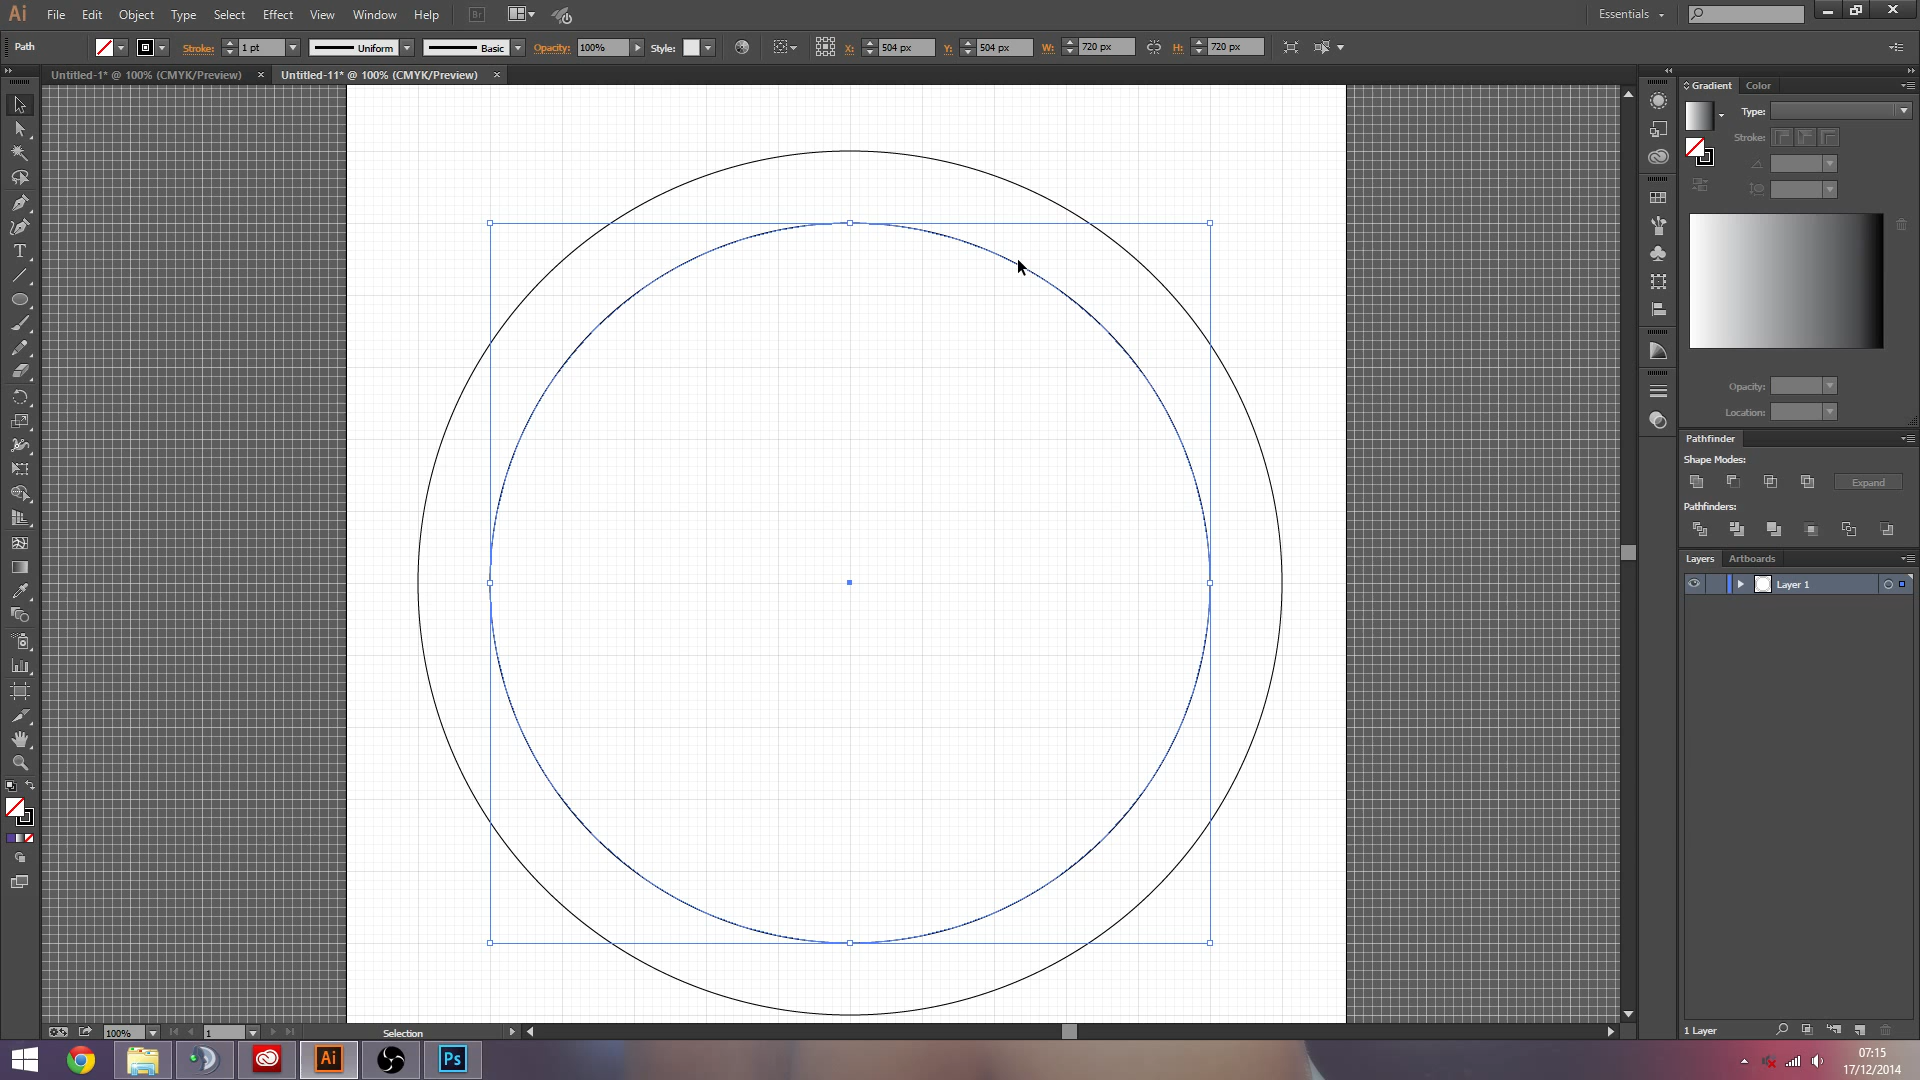 Ai File Edit Object Type Select Effect View Window Help Br Essentials
Path Stroke: 1 pt Uniform Basic Opacity: 100% Style: X: 504 px Y: 504 px W: 720 px H: 720 px
Untitled-1* @ 100% (CMYK/Preview) × Untitled-11* @ 100% (CMYK/Preview) ×
Gradient Color
Type:
Stroke:
Opacity:
Location:
Pathfinder
Shape Modes:
Expand
Pathfinders:
Layers Artboards
Layer 1
1 Layer
100% 1 Selection
Ai Ps
07:15
17/12/2014